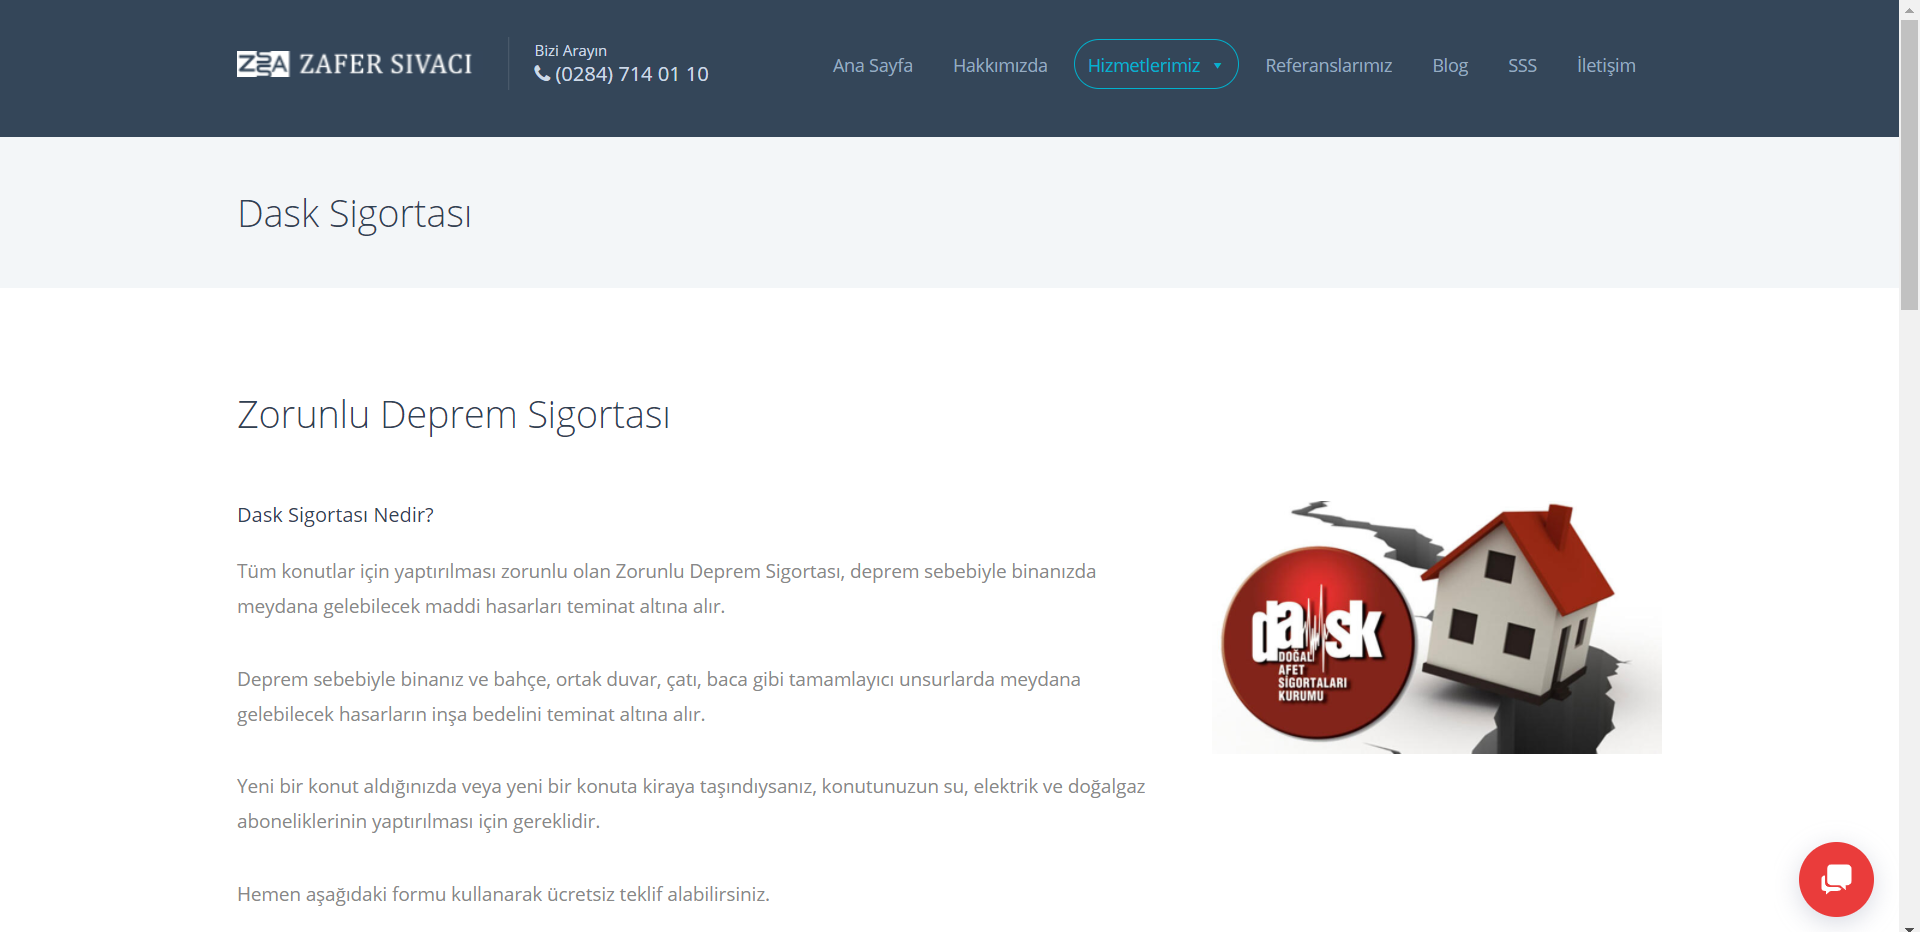 ZSSA ZAFER SIVACI
Bizi Arayın
(0284) 714 01 10
Ana Sayfa
Hakkımızda
Hizmetlerimiz
Referanslarımız
Blog
SSS
İletişim
Dask Sigortası
Zorunlu Deprem Sigortası
Dask Sigortası Nedir?
Tüm konutlar için yaptırılması zorunlu olan Zorunlu Deprem Sigortası, deprem sebebiyle binanızda
meydana gelebilecek maddi hasarları teminat altına alır.
Deprem sebebiyle binanız ve bahçe, ortak duvar, çatı, baca gibi tamamlayıcı unsurlarda meydana
gelebilecek hasarların inşa bedelini teminat altına alır.
Yeni bir konut aldığınızda veya yeni bir konuta kiraya taşındıysanız, konutunuzun su, elektrik ve doğalgaz
aboneliklerinin yaptırılması için gereklidir.
Hemen aşağıdaki formu kullanarak ücretsiz teklif alabilirsiniz.
dask
DOĞAL
AFET
SİGORTALARI
KURUMU